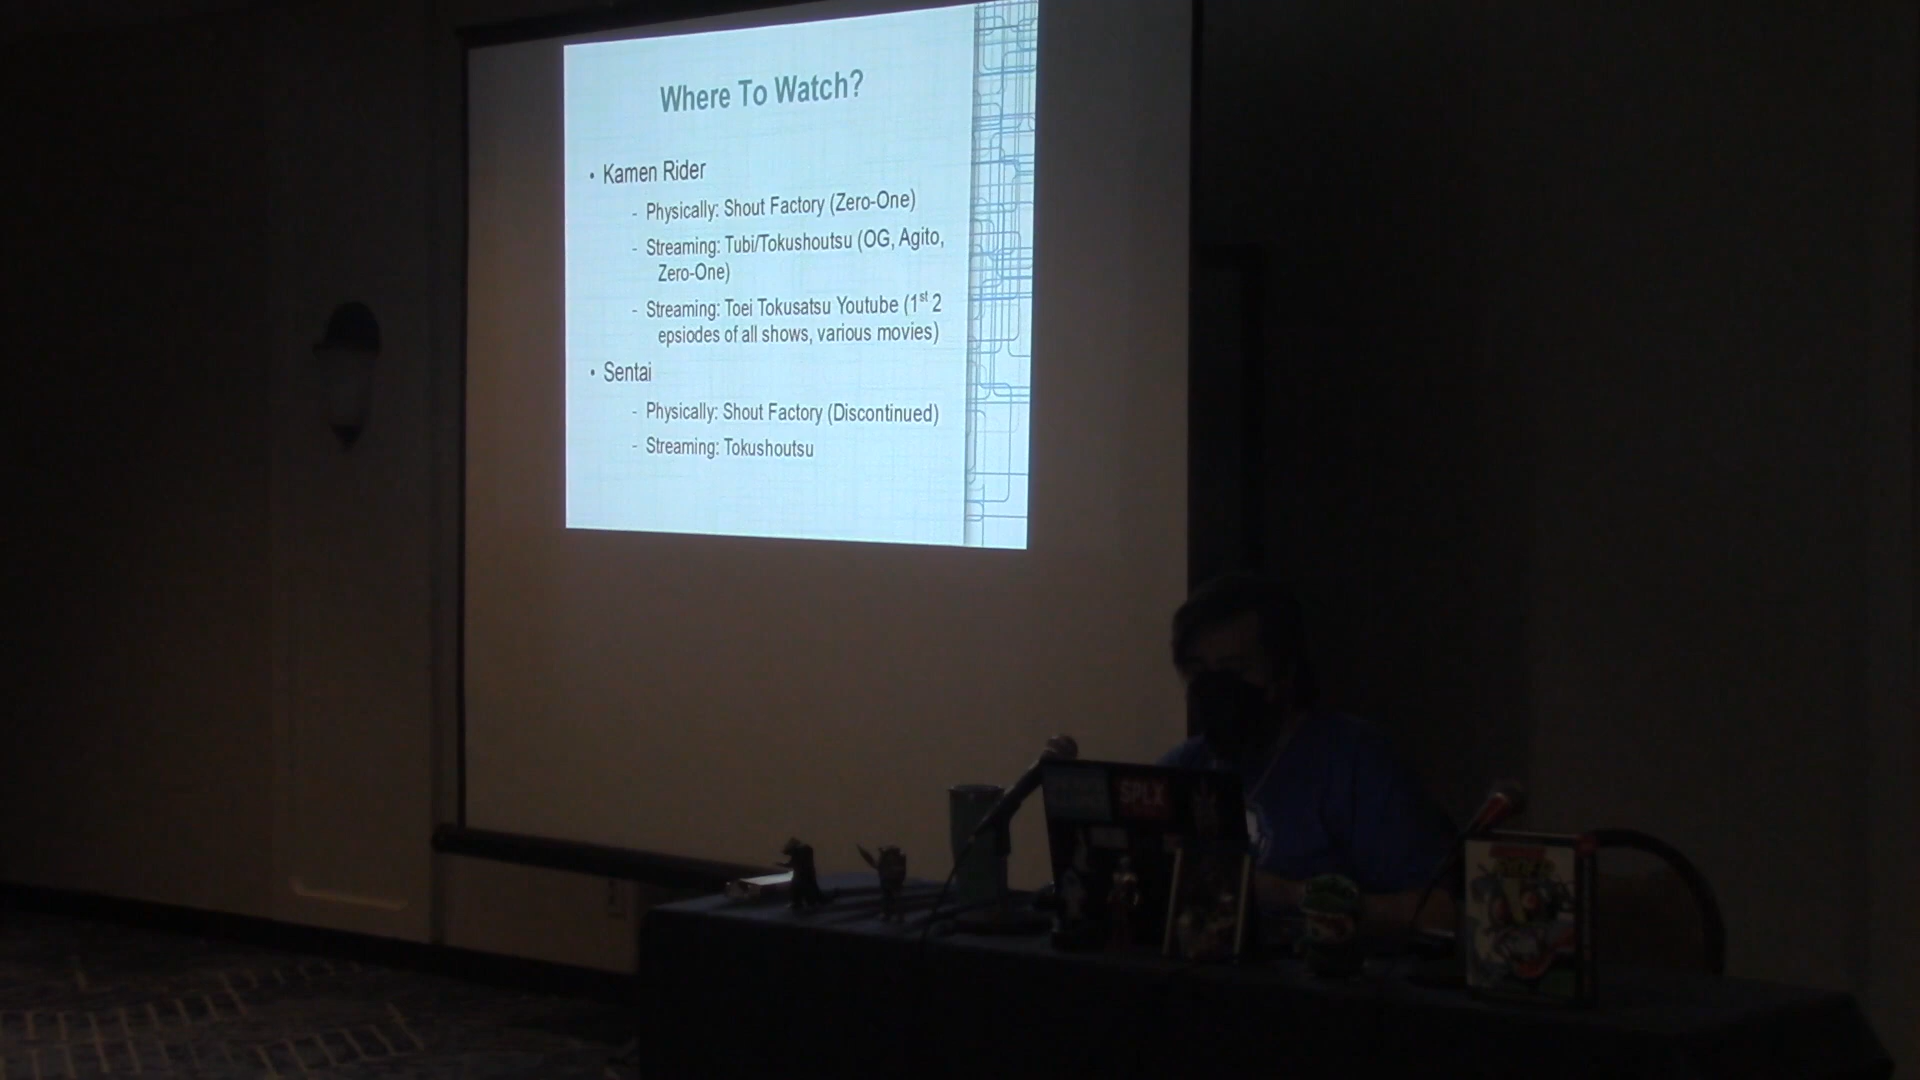 Where To Watch?
• Kamen Rider
- Physically: Shout Factory (Zero-One)
- Streaming: Tubi/Tokushoutsu (OG, Agito,
Zero-One)
- Streaming: Toei Tokusatsu Youtube (1st 2
epsiodes of all shows, various movies)
• Sentai
- Physically: Shout Factory (Discontinued)
- Streaming: Tokushoutsu
SPLX